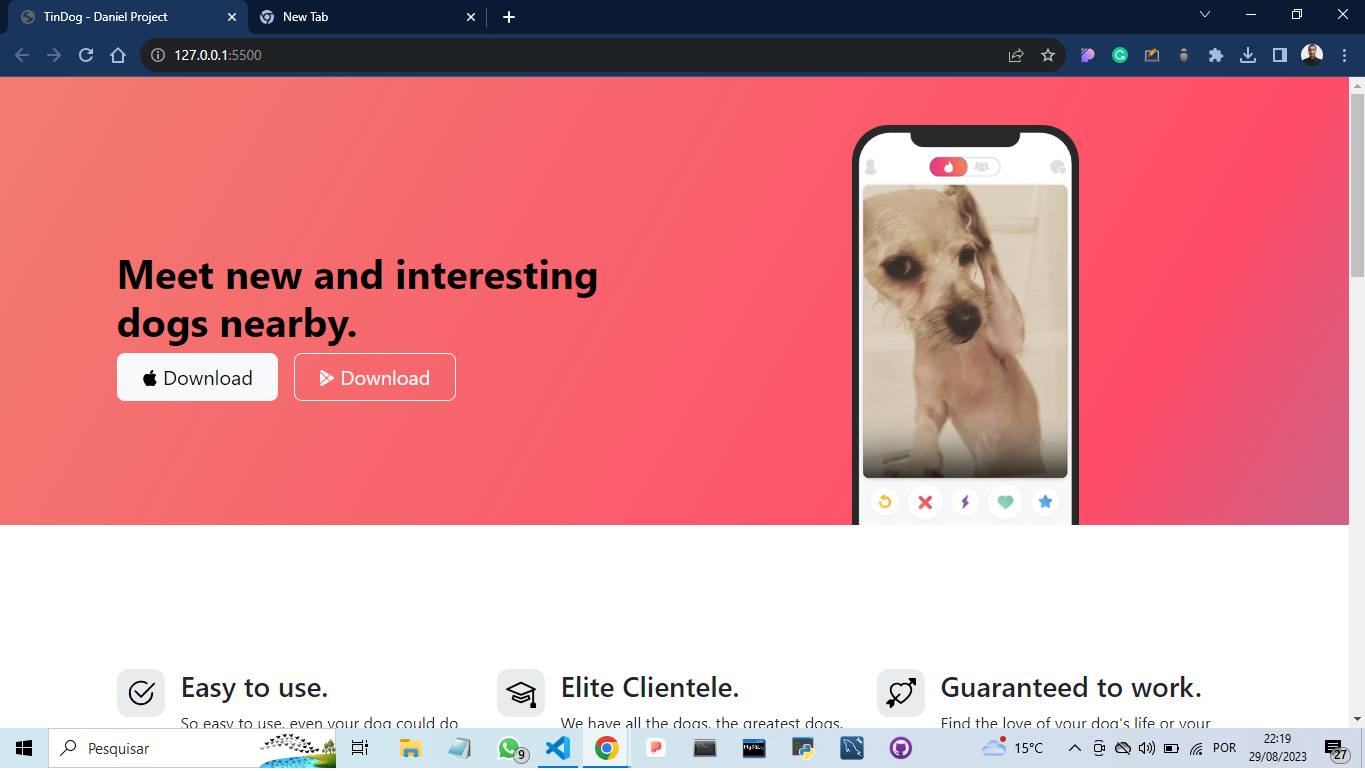 TinDog - Daniel Project
New Tab
127.0.0.1:5500
Meet new and interesting
dogs nearby.
Download
Download
Easy to use.
Elite Clientele.
Guaranteed to work.
So easy to use, even your dog could do
We have all the dogs, the greatest dogs.
Find the love of your dog's life or your
Pesquisar
9
MySQL
15°C
POR
22:19
29/08/2023
27